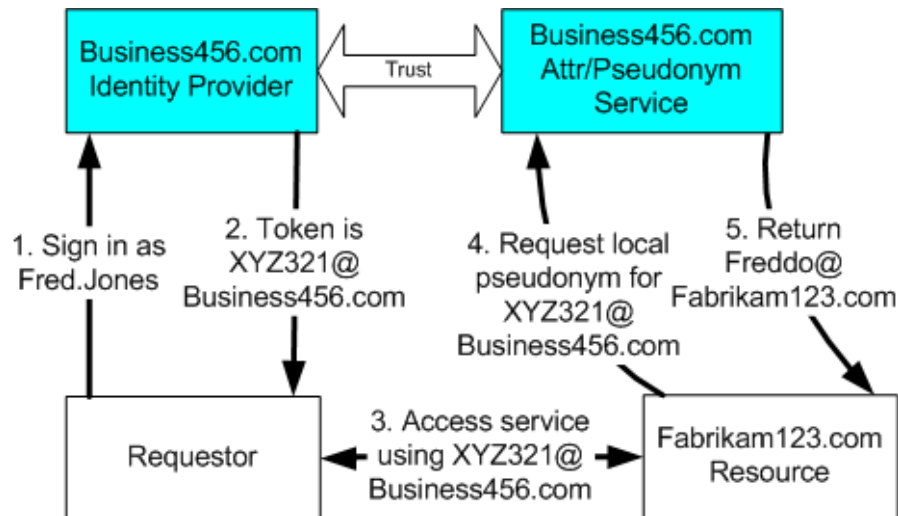 Business456.com
Identity Provider
Trust
Business456.com
Attr/Pseudonym
Service
1. Sign in as
Fred.Jones
2. Token is
XYZ321@
Business456.com
4. Request local
pseudonym for
XYZ321@
Business456.com
5. Return
Freddo@
Fabrikam123.com
Requestor
3. Access service
using XYZ321@
Business456.com
Fabrikam123.com
Resource